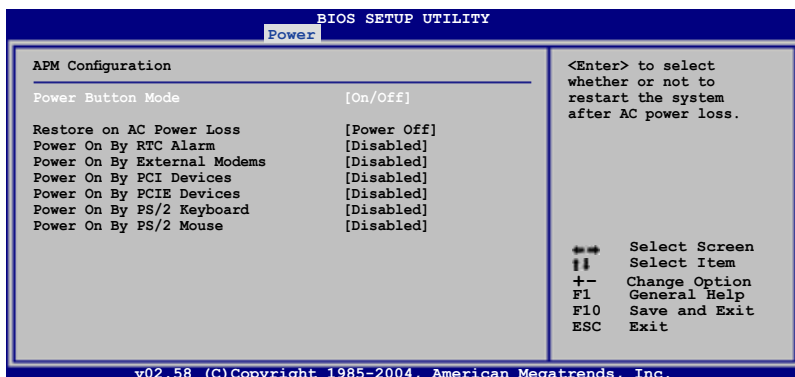 BIOS SETUP UTILITY
Power
APM Configuration
Power Button Mode [On/Off]
Restore on AC Power Loss [Power Off]
Power On By RTC Alarm [Disabled]
Power On By External Modems [Disabled]
Power On By PCI Devices [Disabled]
Power On By PCIE Devices [Disabled]
Power On By PS/2 Keyboard [Disabled]
Power On By PS/2 Mouse [Disabled]
<Enter> to select
whether or not to
restart the system
after AC power loss.
←→ Select Screen
↑↓ Select Item
+- Change Option
F1 General Help
F10 Save and Exit
ESC Exit
v02.58 (C)Copyright 1985-2004, American Megatrends, Inc.